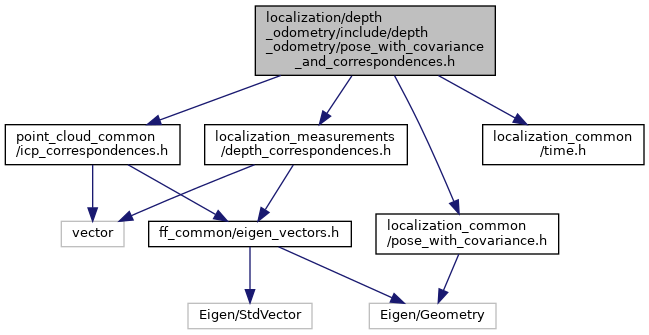 localization/depth
_odometry/include/depth
_odometry/pose_with_covariance
_and_correspondences.h
point_cloud_common
/icp_correspondences.h
localization_measurements
/depth_correspondences.h
localization_common
/time.h
vector
ff_common/eigen_vectors.h
localization_common
/pose_with_covariance.h
Eigen/StdVector
Eigen/Geometry